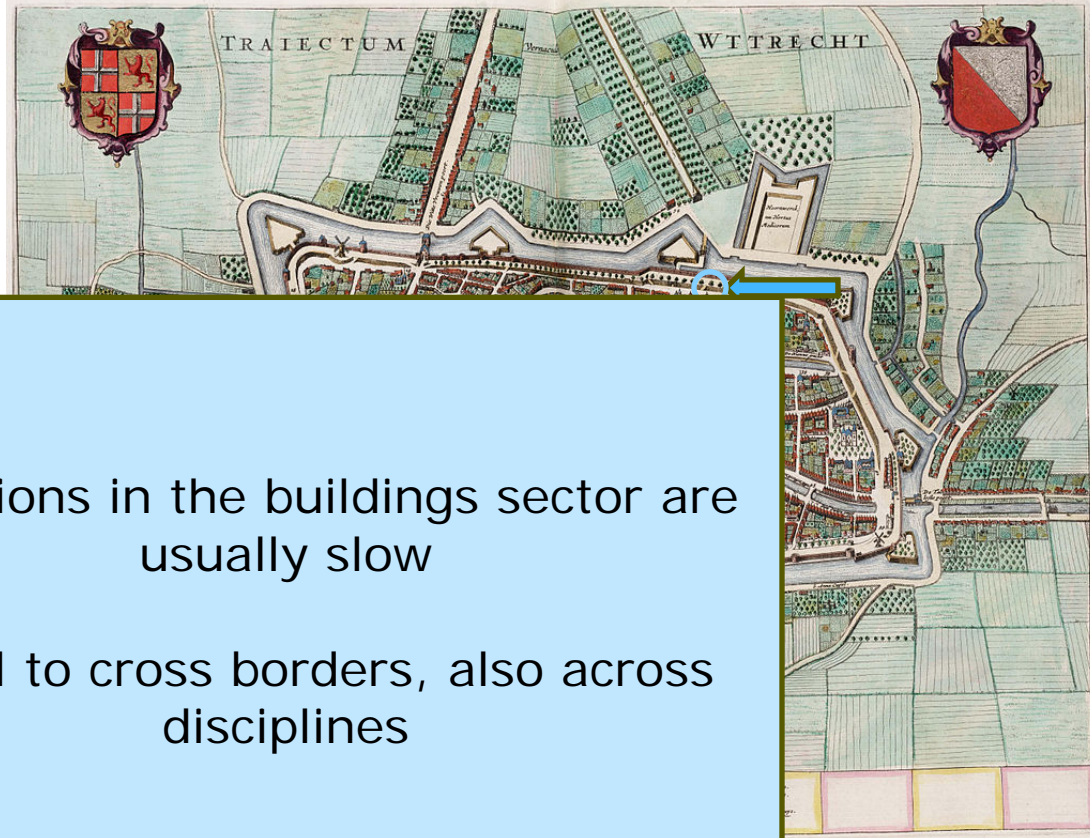 TRAIECTUM
WTTRECHT
ions in the buildings sector are
usually slow
to cross borders, also across
disciplines